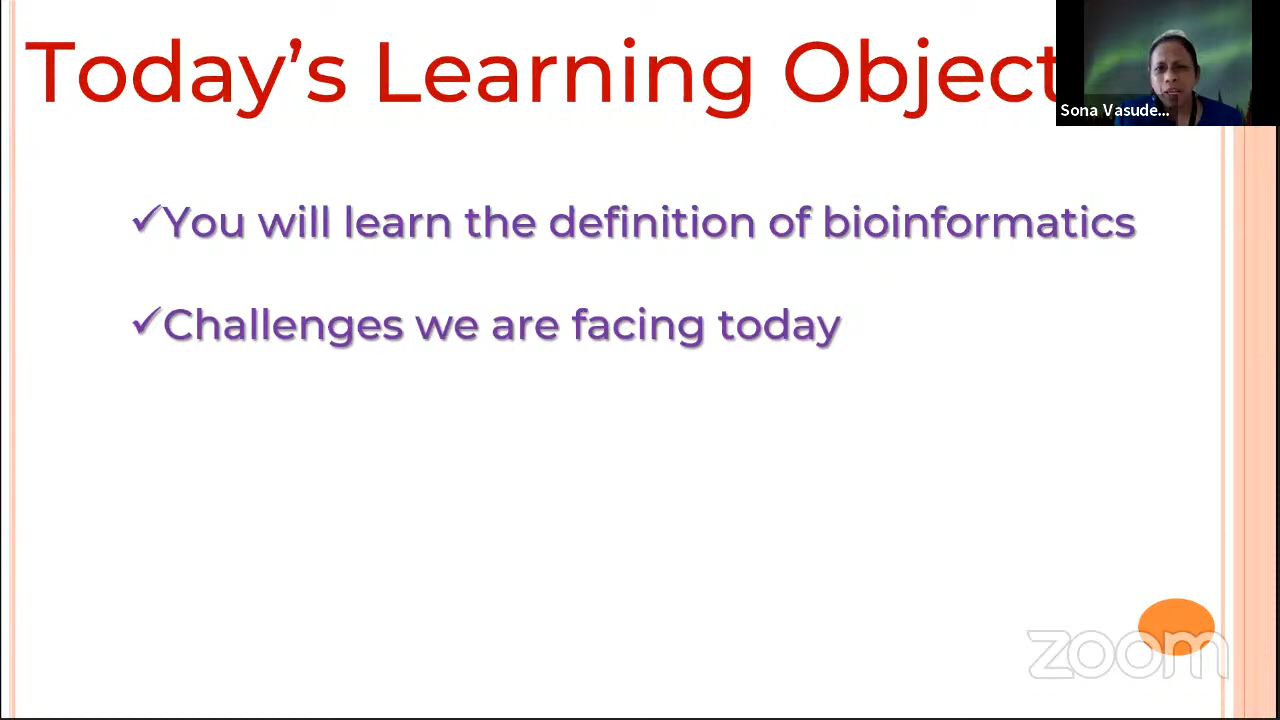 Today’s Learning Object
Sona Vasude...
✓You will learn the definition of bioinformatics
✓Challenges we are facing today
zoom